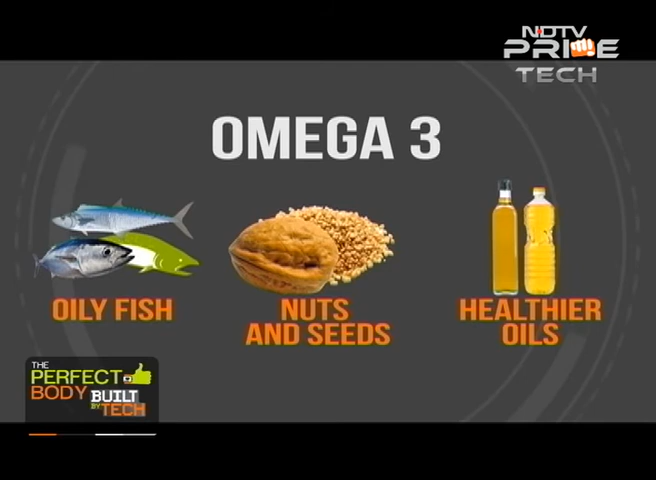 NDTV
PRIME
TECH
OMEGA 3
OILY FISH
NUTS
AND SEEDS
HEALTHIER
OILS
THE
PERFECT
BODY BUILT
BY TECH